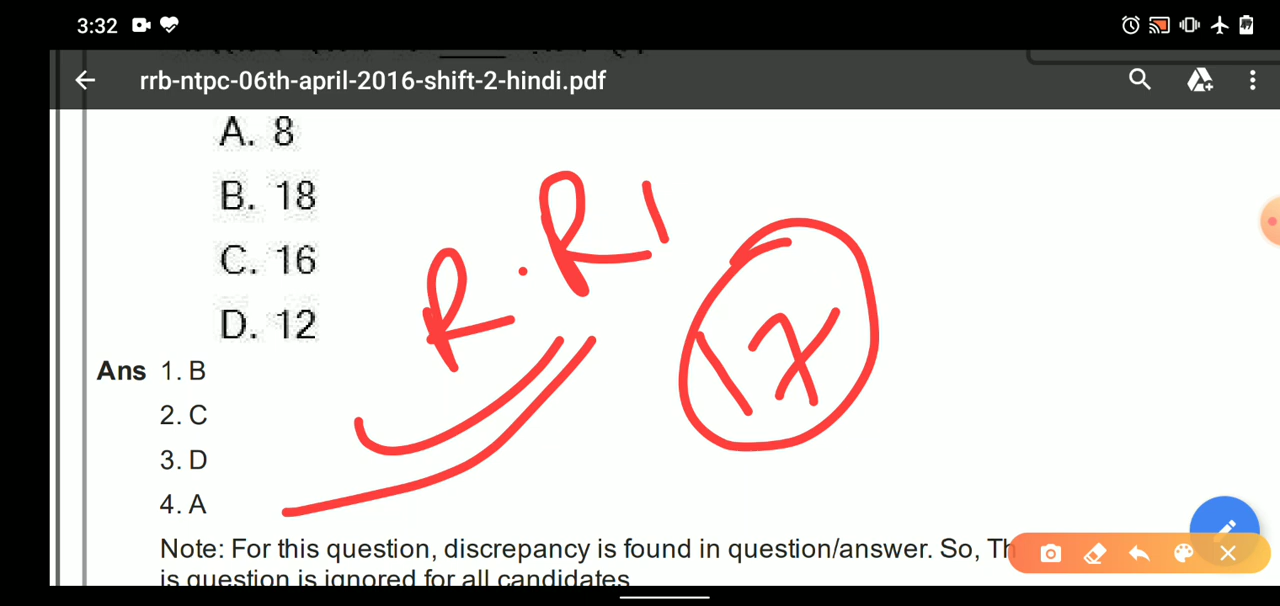 3:32
rrb-ntpc-06th-april-2016-shift-2-hindi.pdf
A. 8
B. 18
C. 16
D. 12
R.R1
17
Ans 1. B
2. C
3. D
4. A
Note: For this question, discrepancy is found in question/answer. So, Th
is question is ignored for all candidates